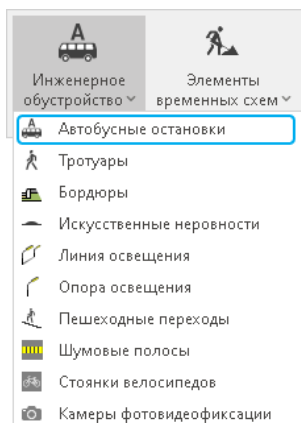 А
Инженерное
обустройство
Элементы
временных схем
Автобусные остановки
Тротуары
Бордюры
Искусственные неровности
Линия освещения
Опора освещения
Пешеходные переходы
Шумовые полосы
Стоянки велосипедов
Камеры фотовидеофиксации